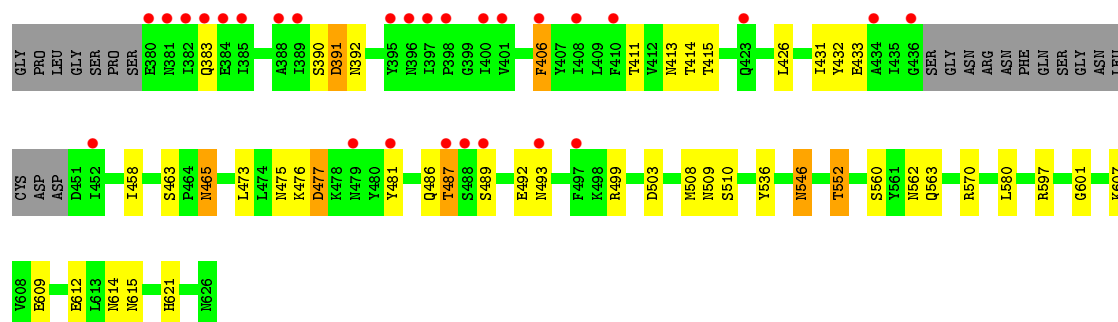 GLY PRO LEU GLY SER PRO SER E380 N381 I382 Q383 E384 I385 A388 I389 S390 D391 N392 Y395 N396 I397 P398 G399 I400 V401 F406 Y407 I408 L409 F410 T411 V412 N413 T414 T415 Q423 L426 I431 Y432 E433 A434 I435 G436 SER GLY ASN ARG ASN PHE GLN SER GLY ASN LEU
CYS ASP ASP D451 I452 I458 S463 P464 N465 L473 L474 N475 K476 D477 K478 N479 Y480 Y481 Q486 T487 S488 S489 E492 N493 F497 K498 R499 D503 M508 N509 S510 Y536 N546 T552 S560 Y561 N562 Q563 R570 L580 R597 G601 K607
V608 E609 E612 L613 N614 N615 H621 N626